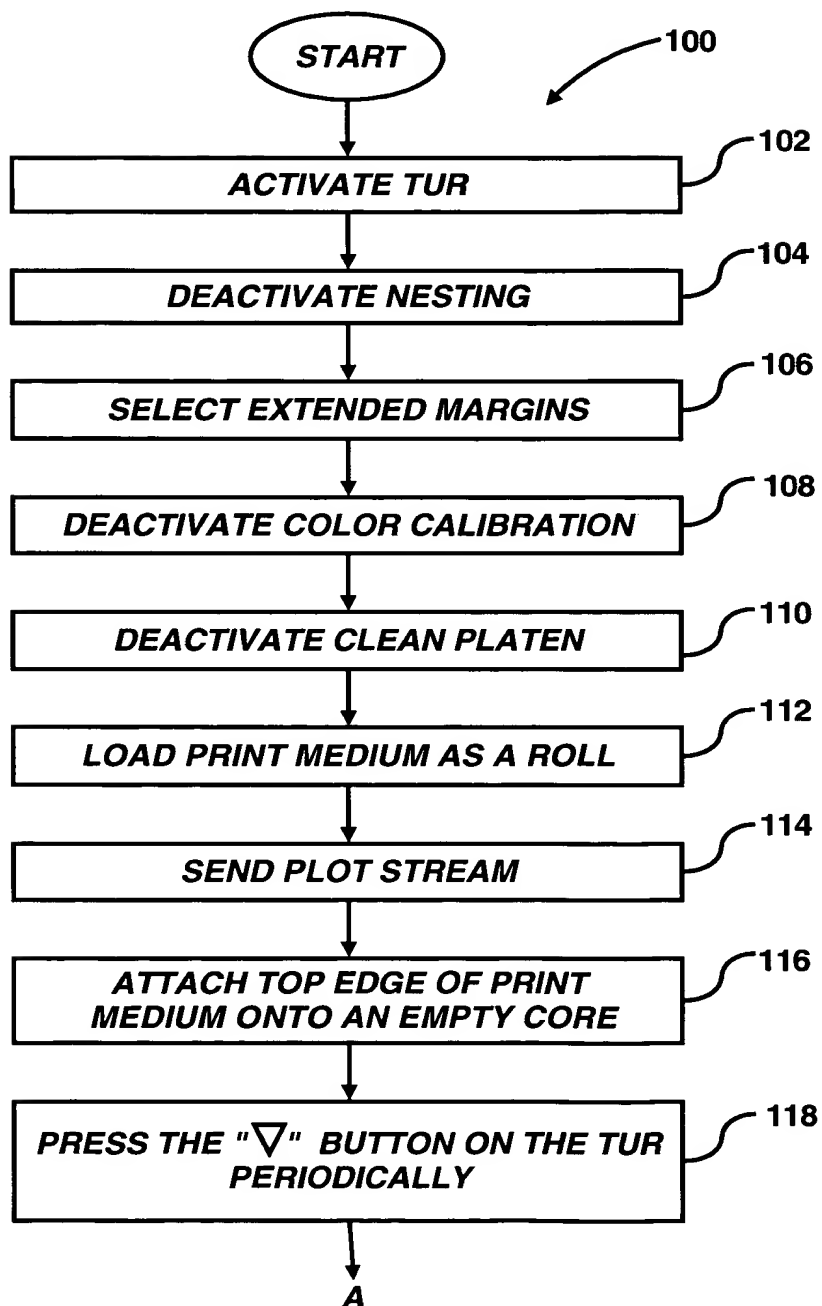 START
100
ACTIVATE TUR
102
DEACTIVATE NESTING
104
SELECT EXTENDED MARGINS
106
DEACTIVATE COLOR CALIBRATION
108
DEACTIVATE CLEAN PLATEN
110
LOAD PRINT MEDIUM AS A ROLL
112
SEND PLOT STREAM
114
ATTACH TOP EDGE OF PRINT
MEDIUM ONTO AN EMPTY CORE
116
PRESS THE "▽" BUTTON ON THE TUR
PERIODICALLY
118
A